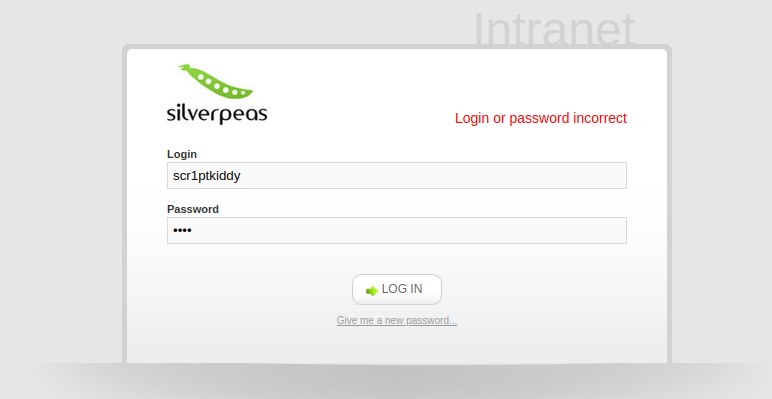 Intranet
silverpeas
Login or password incorrect
Login
scr1ptkiddy
Password
••••
LOG IN
Give me a new password...